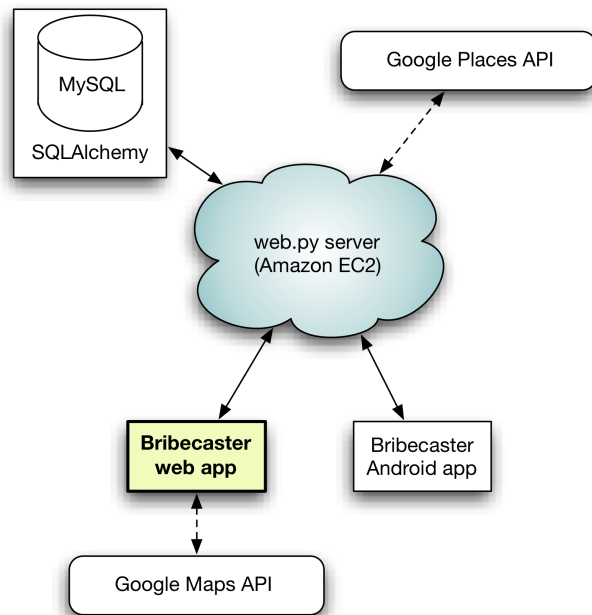 MySQL
SQLAlchemy
Google Places API
web.py server
(Amazon EC2)
Bribecaster
web app
Bribecaster
Android app
Google Maps API